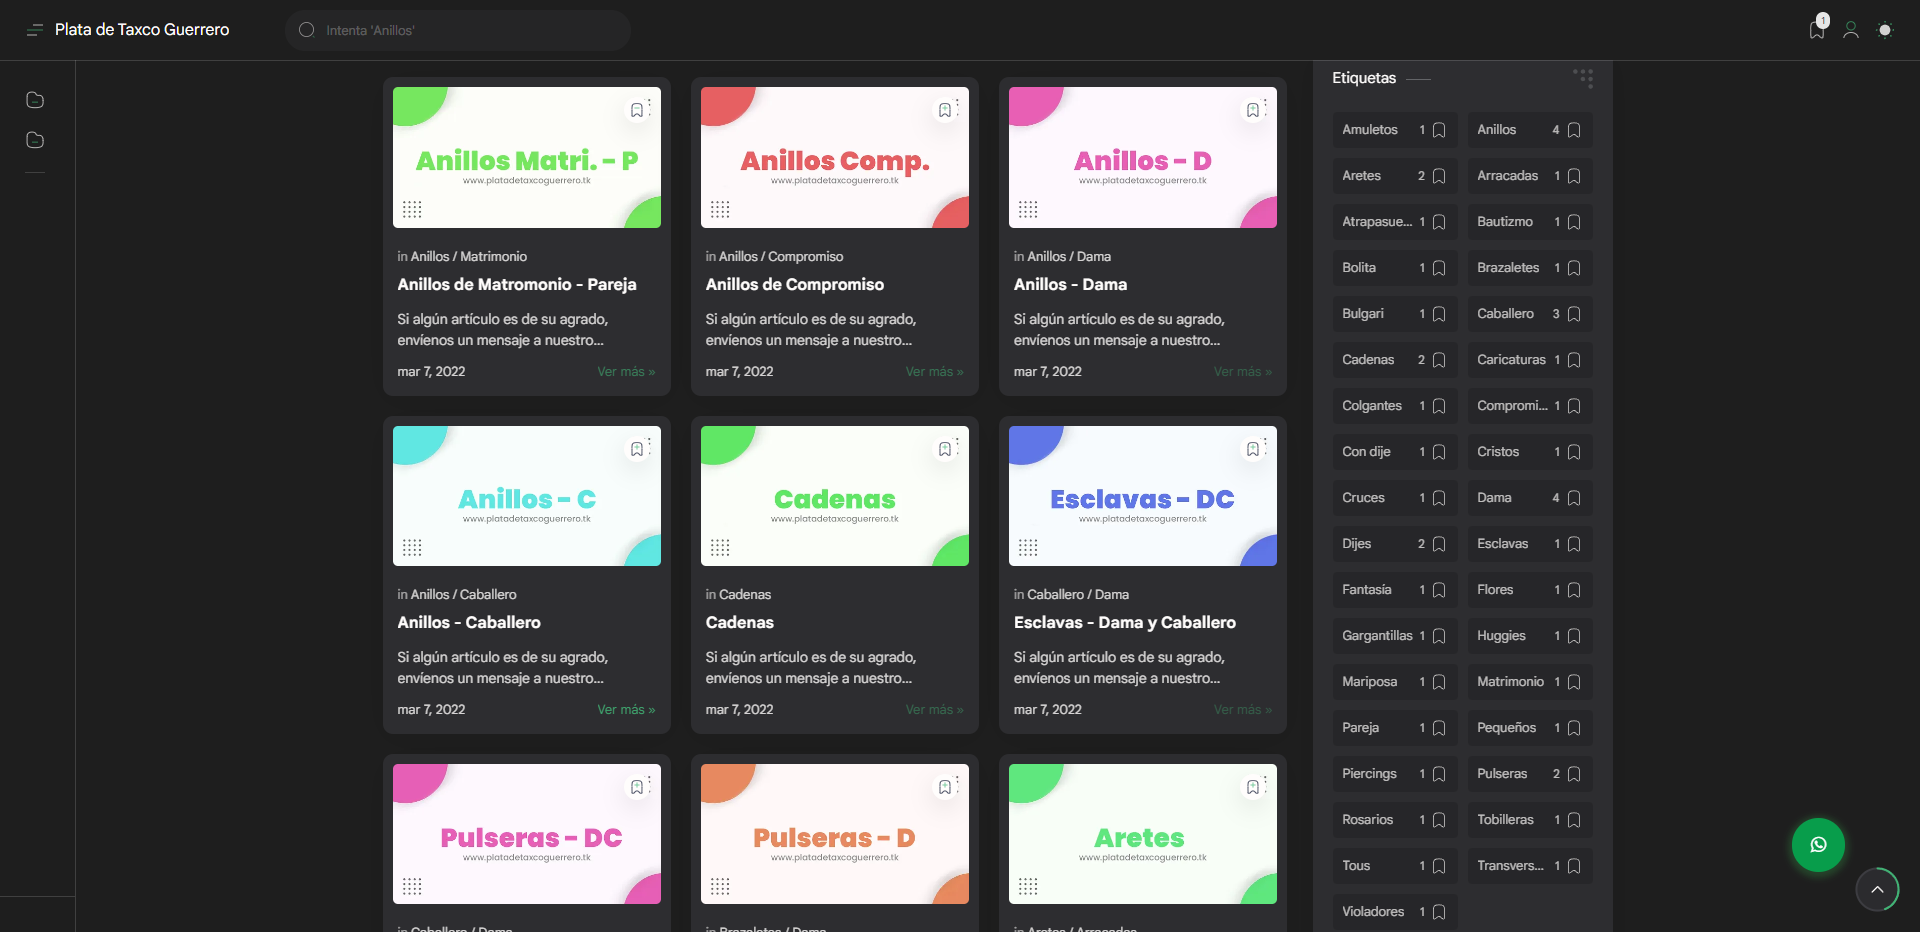 Plata de Taxco Guerrero
Intenta 'Anillos'
1
Anillos Matri. - P
www.platadetaxcoguerrero.tk
in Anillos / Matrimonio
Anillos de Matromonio - Pareja
Si algún artículo es de su agrado,
envíenos un mensaje a nuestro...
mar 7, 2022
Ver más »
Anillos Comp.
www.platadetaxcoguerrero.tk
in Anillos / Compromiso
Anillos de Compromiso
Si algún artículo es de su agrado,
envíenos un mensaje a nuestro...
mar 7, 2022
Ver más »
Anillos - D
www.platadetaxcoguerrero.tk
in Anillos / Dama
Anillos - Dama
Si algún artículo es de su agrado,
envíenos un mensaje a nuestro...
mar 7, 2022
Ver más »
Anillos - C
www.platadetaxcoguerrero.tk
in Anillos / Caballero
Anillos - Caballero
Si algún artículo es de su agrado,
envíenos un mensaje a nuestro...
mar 7, 2022
Ver más »
Cadenas
www.platadetaxcoguerrero.tk
in Cadenas
Cadenas
Si algún artículo es de su agrado,
envíenos un mensaje a nuestro...
mar 7, 2022
Ver más »
Esclavas - DC
www.platadetaxcoguerrero.tk
in Caballero / Dama
Esclavas - Dama y Caballero
Si algún artículo es de su agrado,
envíenos un mensaje a nuestro...
mar 7, 2022
Ver más »
Pulseras - DC
www.platadetaxcoguerrero.tk
in Caballero / Dama
Pulseras - D
www.platadetaxcoguerrero.tk
in Brazaletes / Dama
Aretes
www.platadetaxcoguerrero.tk
in Aretes / Arracadas
Etiquetas
Amuletos 1
Anillos 4
Aretes 2
Arracadas 1
Atrapasue... 1
Bautizmo 1
Bolita 1
Brazaletes 1
Bulgari 1
Caballero 3
Cadenas 2
Caricaturas 1
Colgantes 1
Compromi... 1
Con dije 1
Cristos 1
Cruces 1
Dama 4
Dijes 2
Esclavas 1
Fantasía 1
Flores 1
Gargantillas 1
Huggies 1
Mariposa 1
Matrimonio 1
Pareja 1
Pequeños 1
Piercings 1
Pulseras 2
Rosarios 1
Tobilleras 1
Tous 1
Transvers... 1
Violadores 1